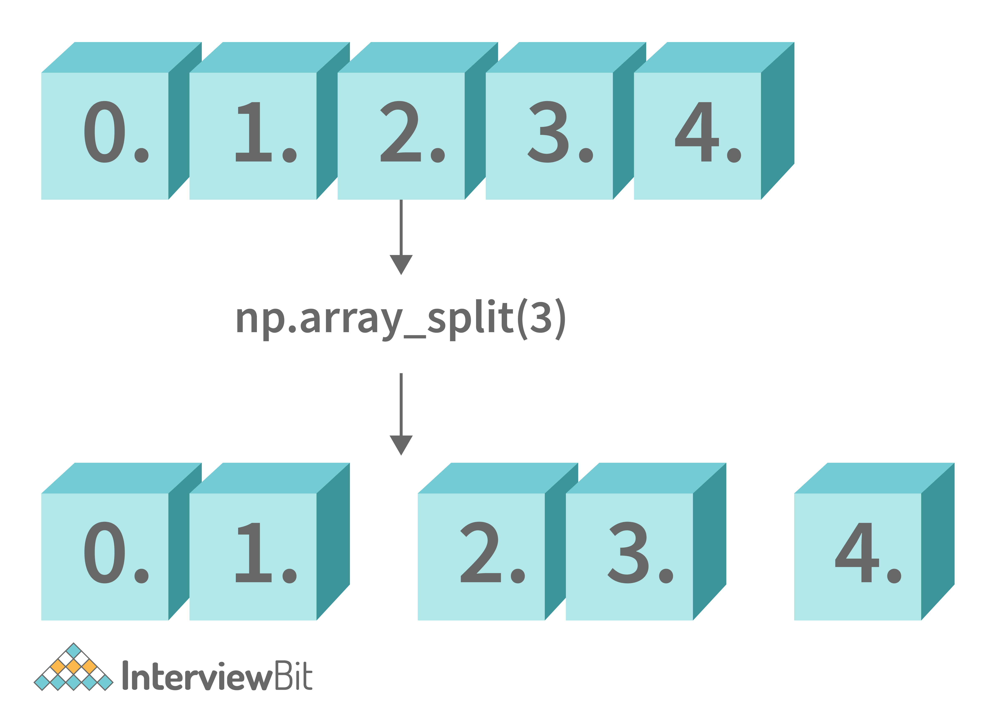 0. 1. 2. 3. 4.
np.array_split(3)
0. 1. 2. 3. 4.
InterviewBit